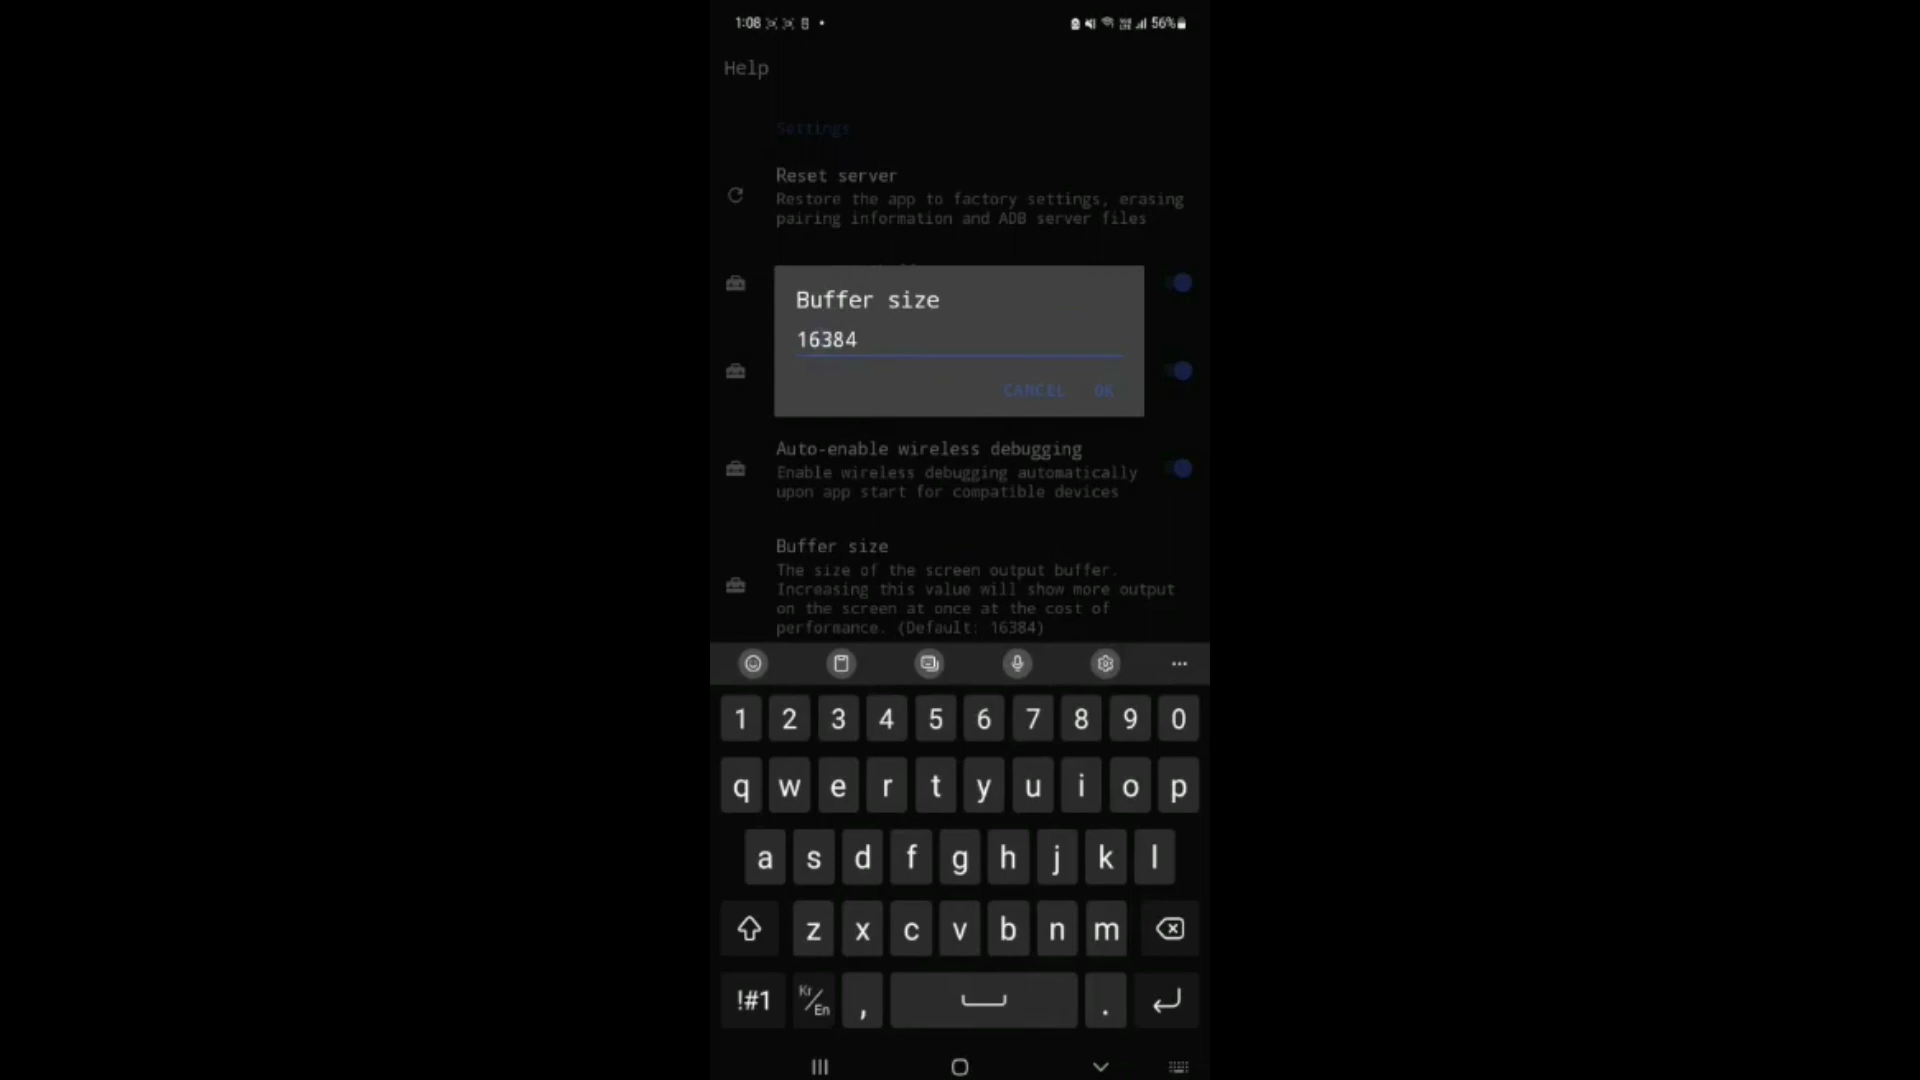 1:08
56%
Help
Settings
Reset server
Restore the app to factory settings, erasing
pairing information and ADB server files
Buffer size
16384
CANCEL OK
Auto-enable wireless debugging
Enable wireless debugging automatically
upon app start for compatible devices
Buffer size
The size of the screen output buffer.
Increasing this value will show more output
on the screen at once at the cost of
performance. (Default: 16384)
1 2 3 4 5 6 7 8 9 0
q w e r t y u i o p
a s d f g h j k l
z x c v b n m
!#1 Kr/En , .